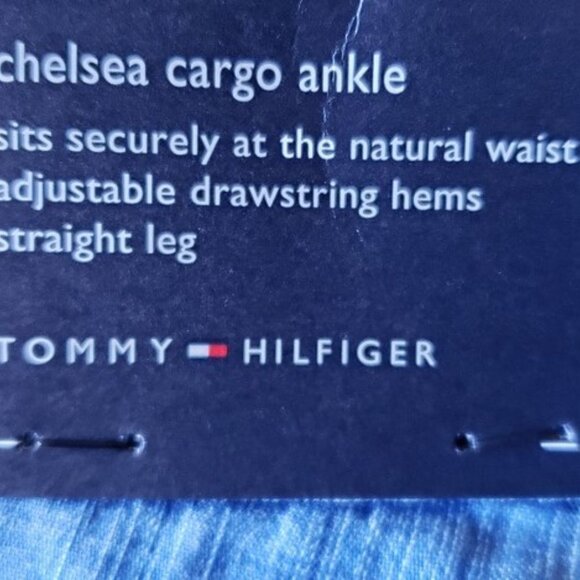 chelsea cargo ankle
sits securely at the natural waist
adjustable drawstring hems
straight leg
TOMMY HILFIGER